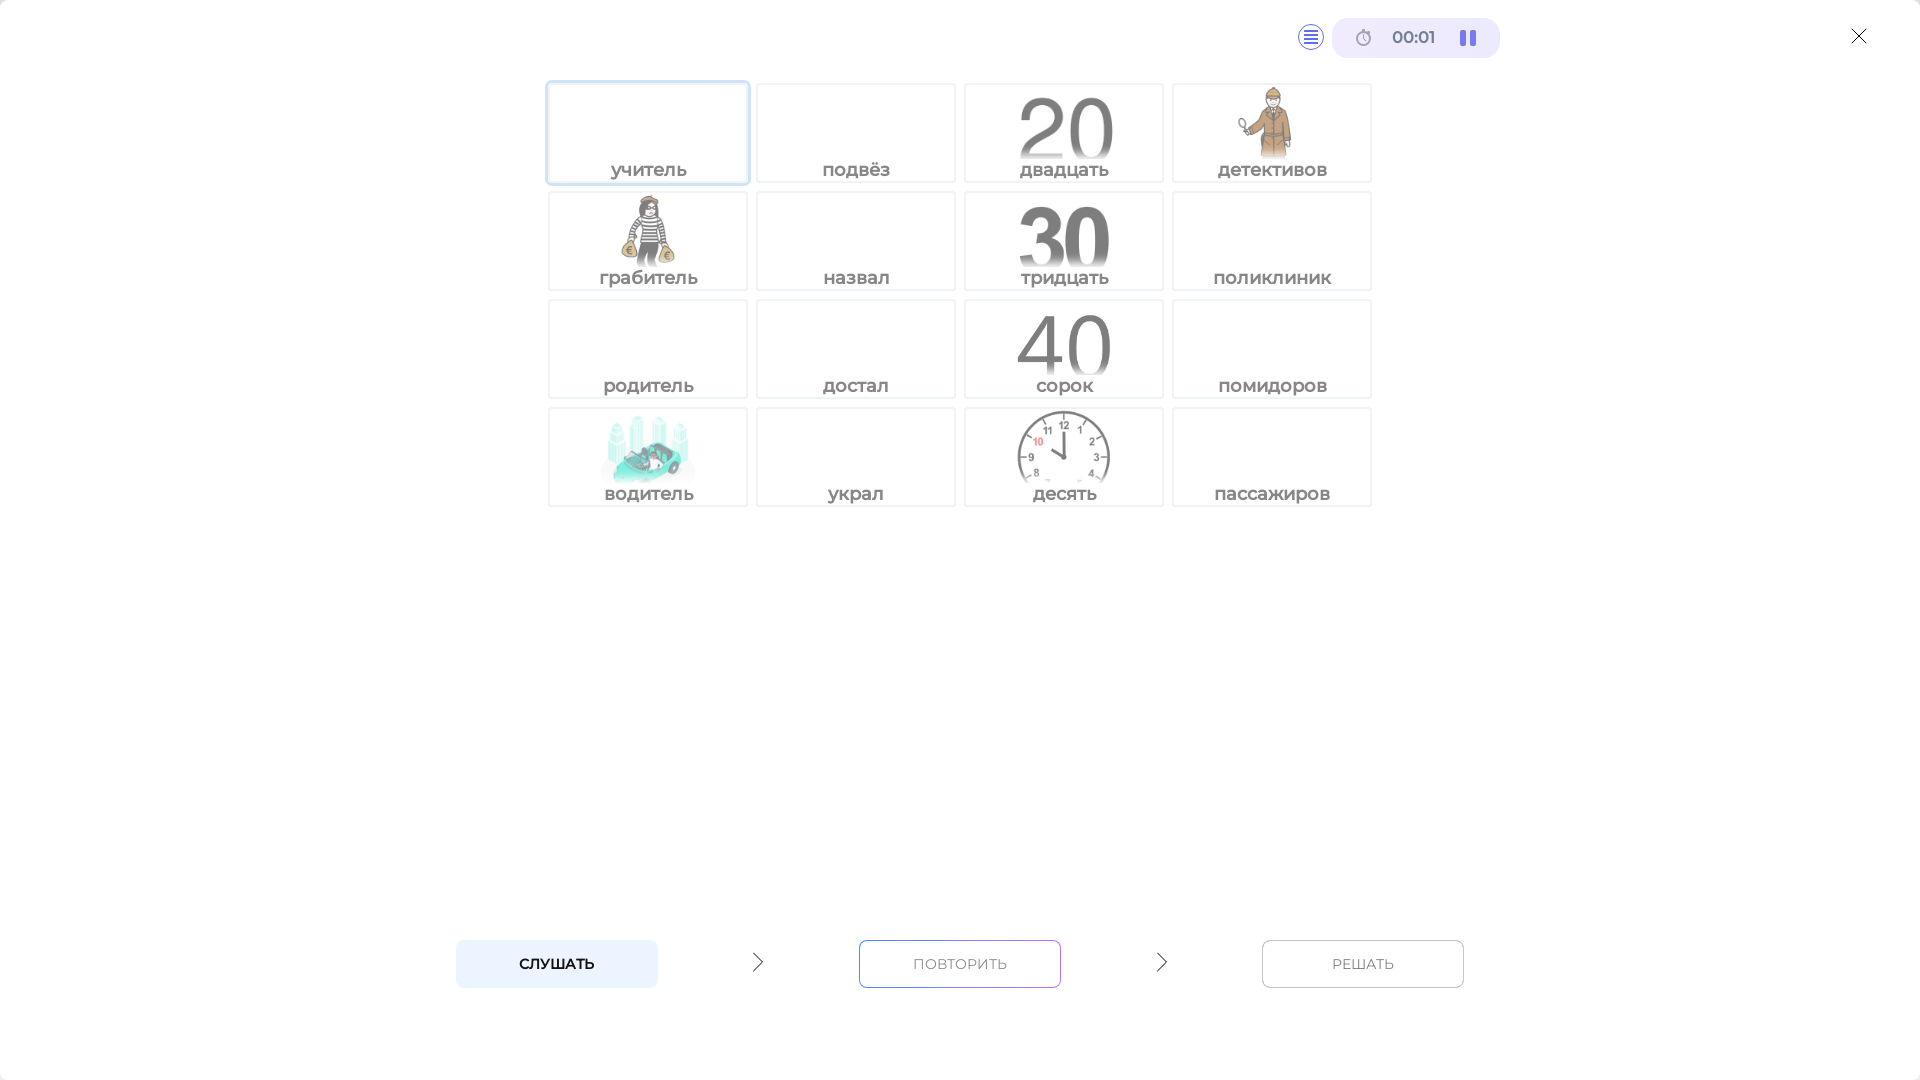 00:01
учитель
подвёз
20
двадцать
детективов
грабитель
назвал
30
тридцать
поликлиник
родитель
достал
40
сорок
помидоров
водитель
украл
12
11
1
10
2
9
3
8
4
десять
пассажиров
СЛУШАТЬ
ПОВТОРИТЬ
РЕШАТЬ